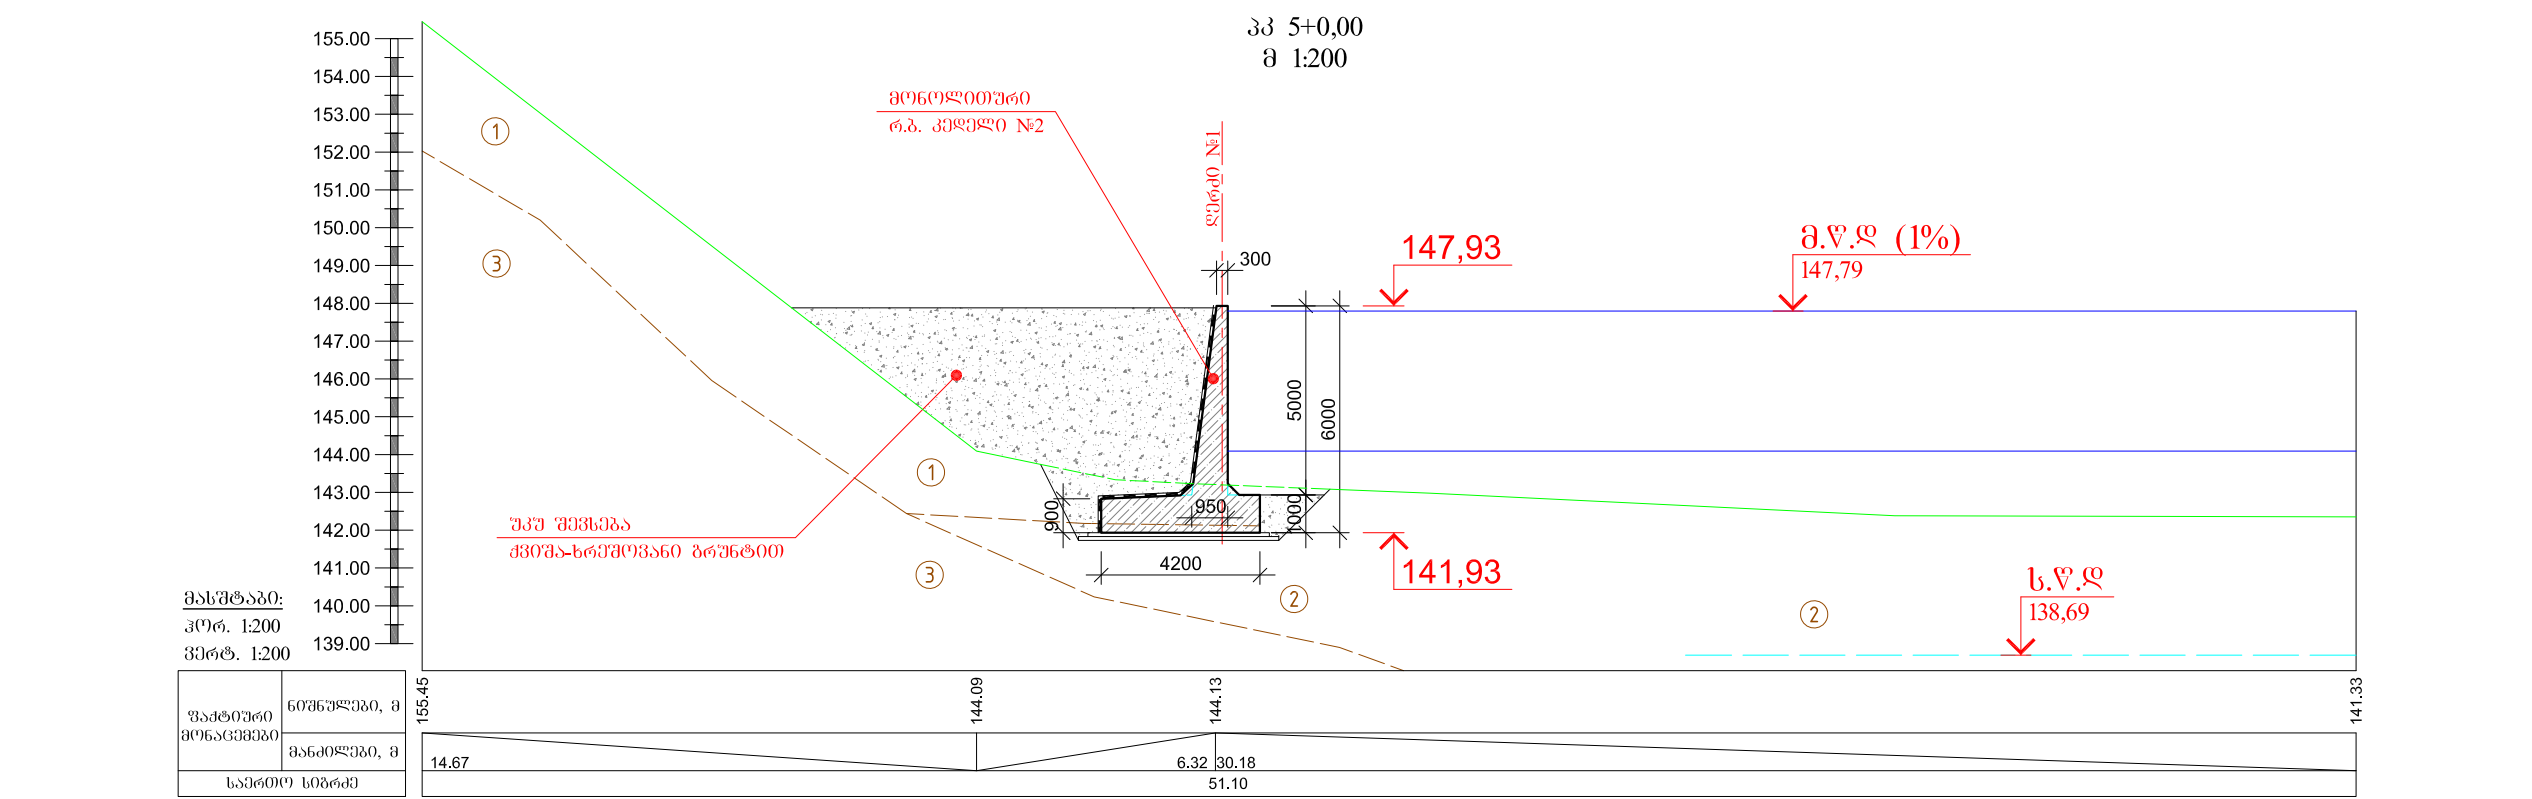 პკ 5+0,00
მ 1:200
155.00
154.00
153.00
152.00
151.00
150.00
149.00
148.00
147.00
146.00
145.00
144.00
143.00
142.00
141.00
140.00
139.00
1
3
მონოლითური
რ.ბ. კედელი №2
ღერძი №1
300
147,93
მ.წ.დ (1%)
147,79
5000
6000
1
900
950
1000
უკუ შევსება
ქვიშა-ხრეშოვანი გრუნტით
4200
141,93
3
2
2
ს.წ.დ
138,69
მასშტაბი:
ჰორ. 1:200
ვერტ. 1:200
ფაქტიური
მონაცემები
ნიშნულები, მ
155.45
144.09
144.13
141.33
მანძილები, მ
14.67
6.32
30.18
საერთო სიგრძე
51.10